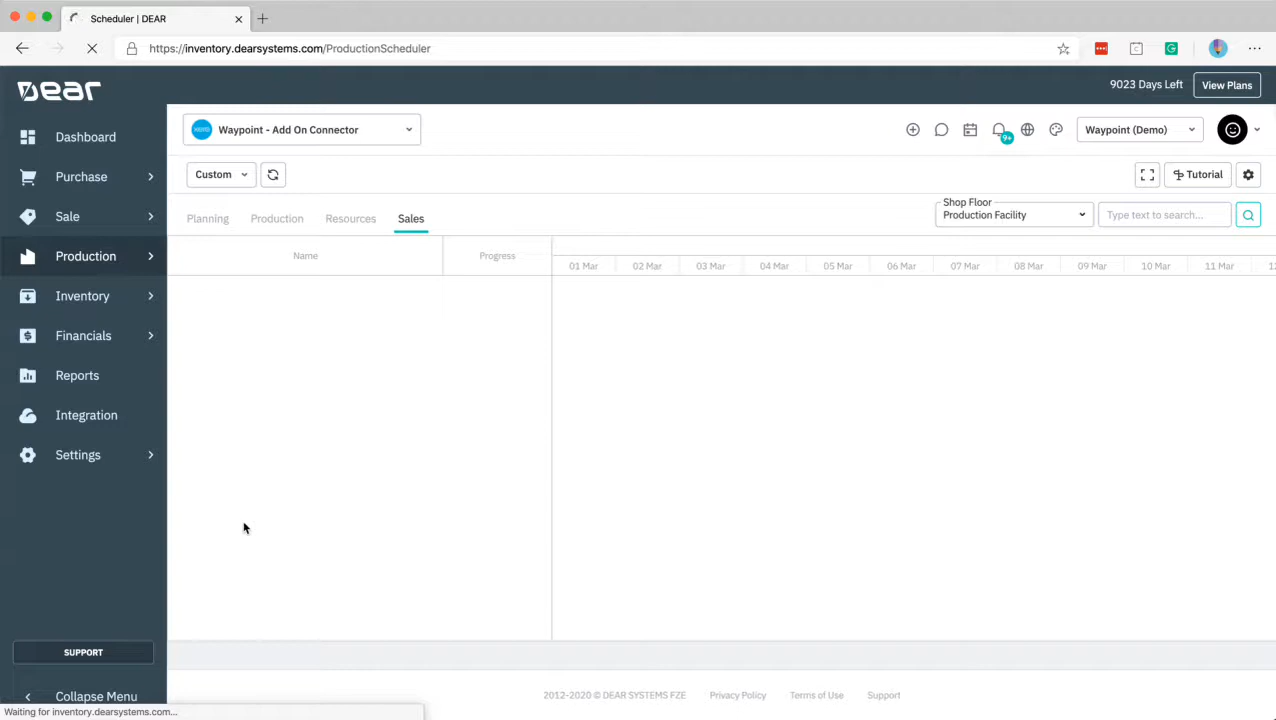 Scheduler | DEAR
https://inventory.dearsystems.com/ProductionScheduler
DEAR
9023 Days Left
View Plans
Dashboard
Purchase
Sale
Production
Inventory
Financials
Reports
Integration
Settings
SUPPORT
Collapse Menu
Waiting for inventory.dearsystems.com...
xero
Waypoint - Add On Connector
9+
Waypoint (Demo)
Custom
Tutorial
Planning
Production
Resources
Sales
Shop Floor
Production Facility
Type text to search...
Name
Progress
01 Mar
02 Mar
03 Mar
04 Mar
05 Mar
06 Mar
07 Mar
08 Mar
09 Mar
10 Mar
11 Mar
2012-2020 © DEAR SYSTEMS FZE
Privacy Policy
Terms of Use
Support